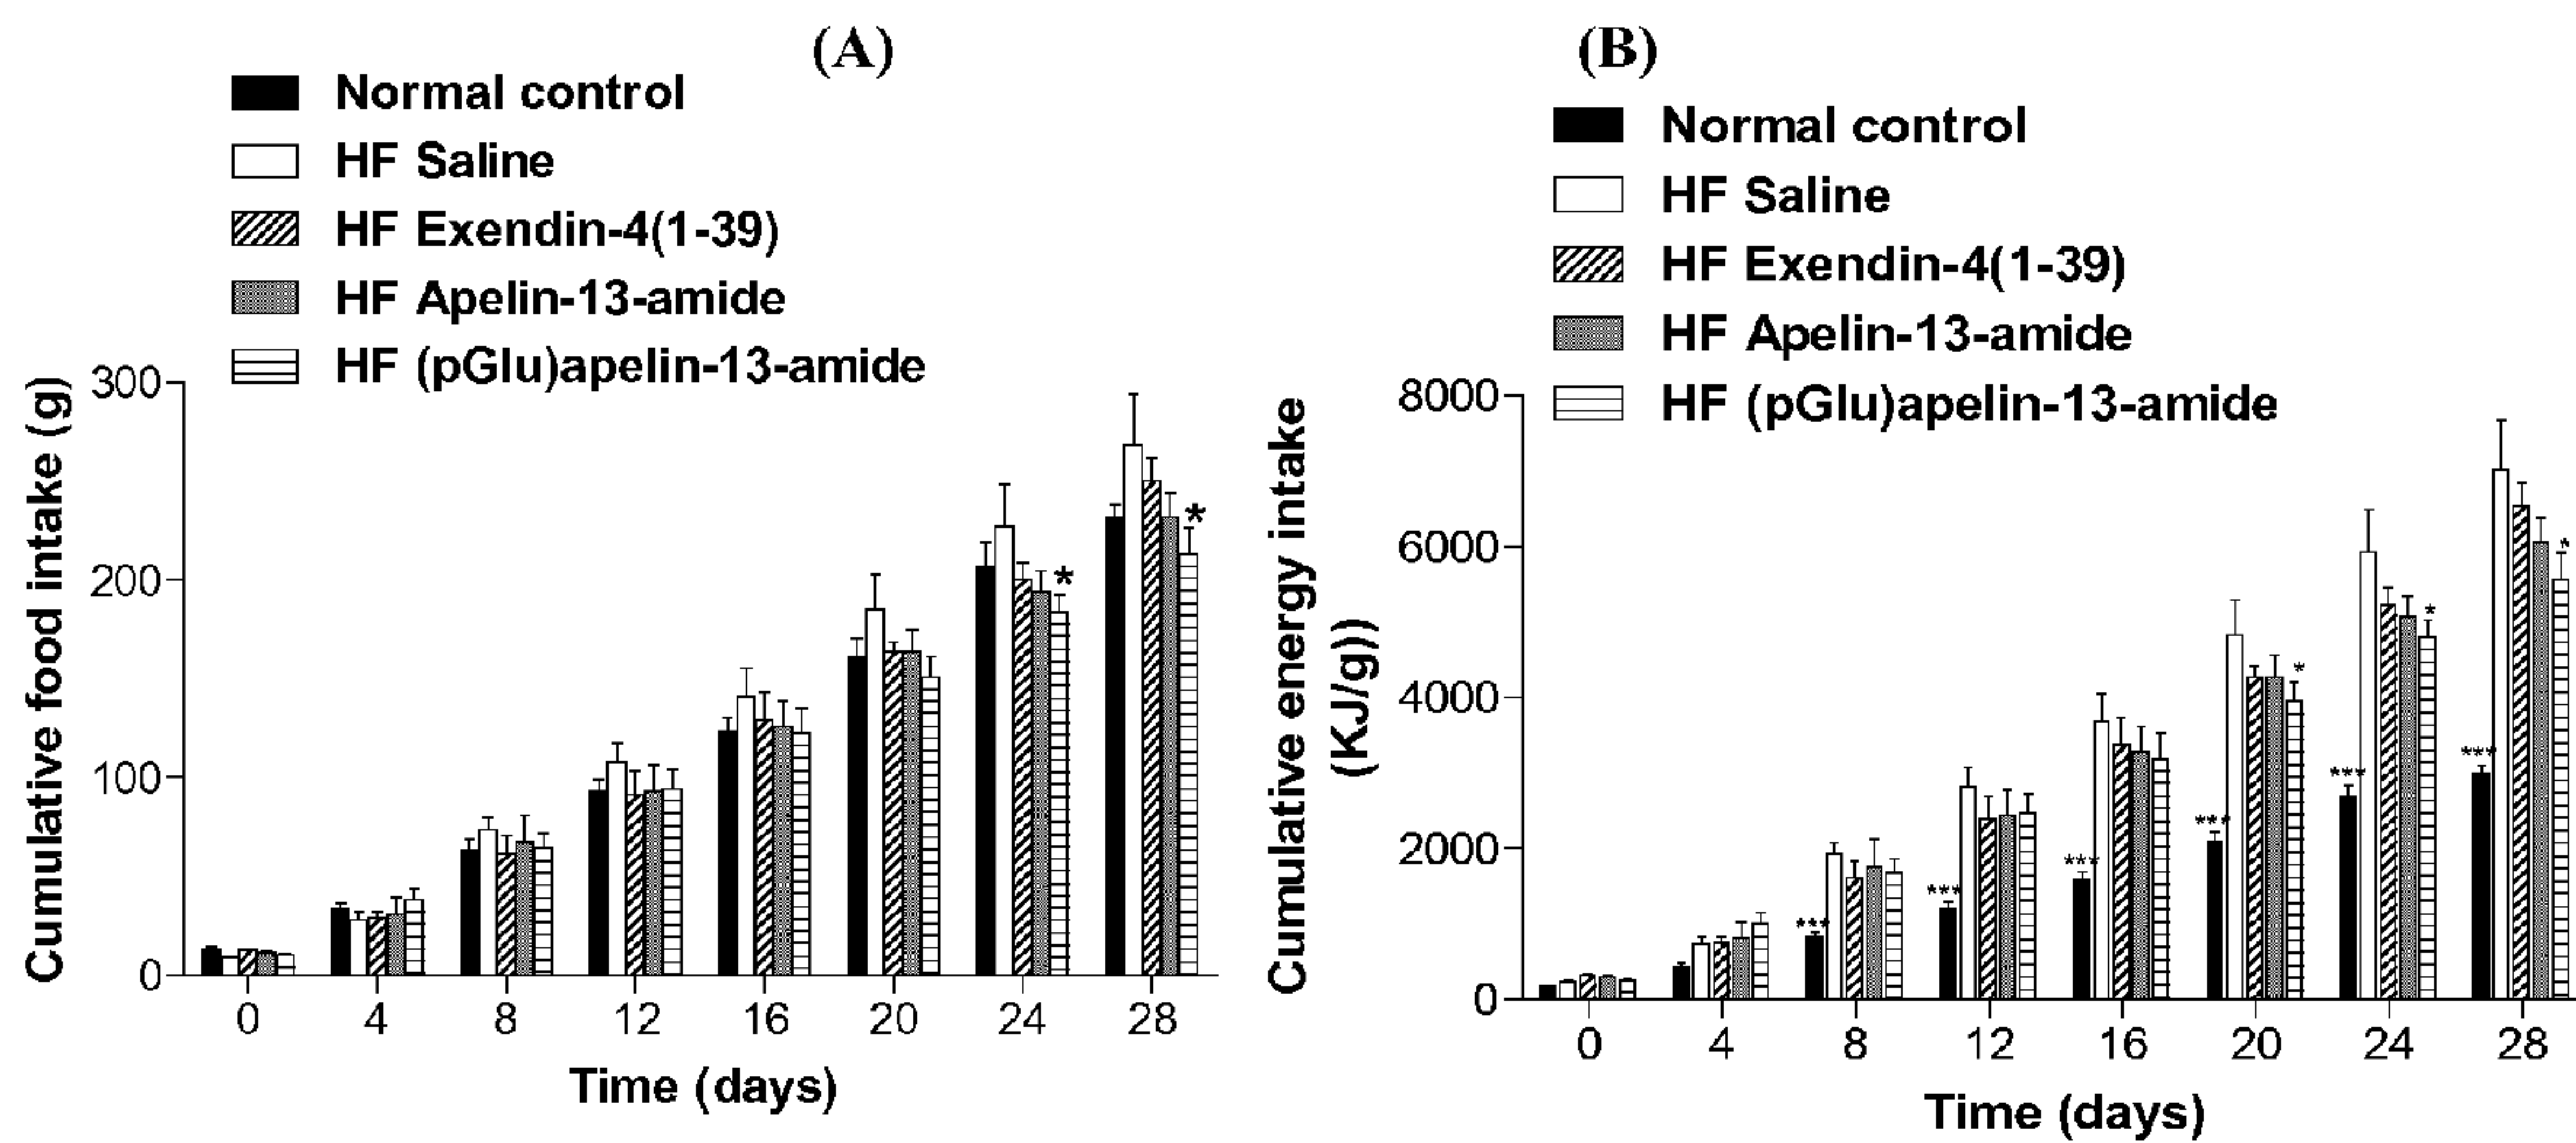 (A)
Normal control
HF Saline
HF Exendin-4(1-39)
HF Apelin-13-amide
HF (pGlu)apelin-13-amide
Cumulative food intake (g)
300
200
100
0
*
*
0 4 8 12 16 20 24 28
Time (days)
(B)
Normal control
HF Saline
HF Exendin-4(1-39)
HF Apelin-13-amide
HF (pGlu)apelin-13-amide
Cumulative energy intake
(KJ/g))
8000
6000
4000
2000
0
***
***
***
***
*
***
*
***
*
0 4 8 12 16 20 24 28
Time (days)